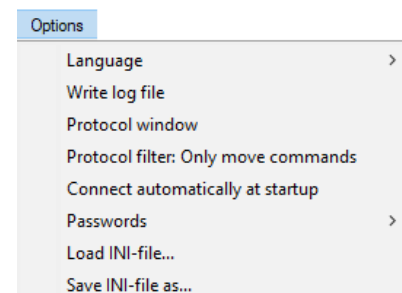 Options
Language
Write log file
Protocol window
Protocol filter: Only move commands
Connect automatically at startup
Passwords
Load INI-file...
Save INI-file as...